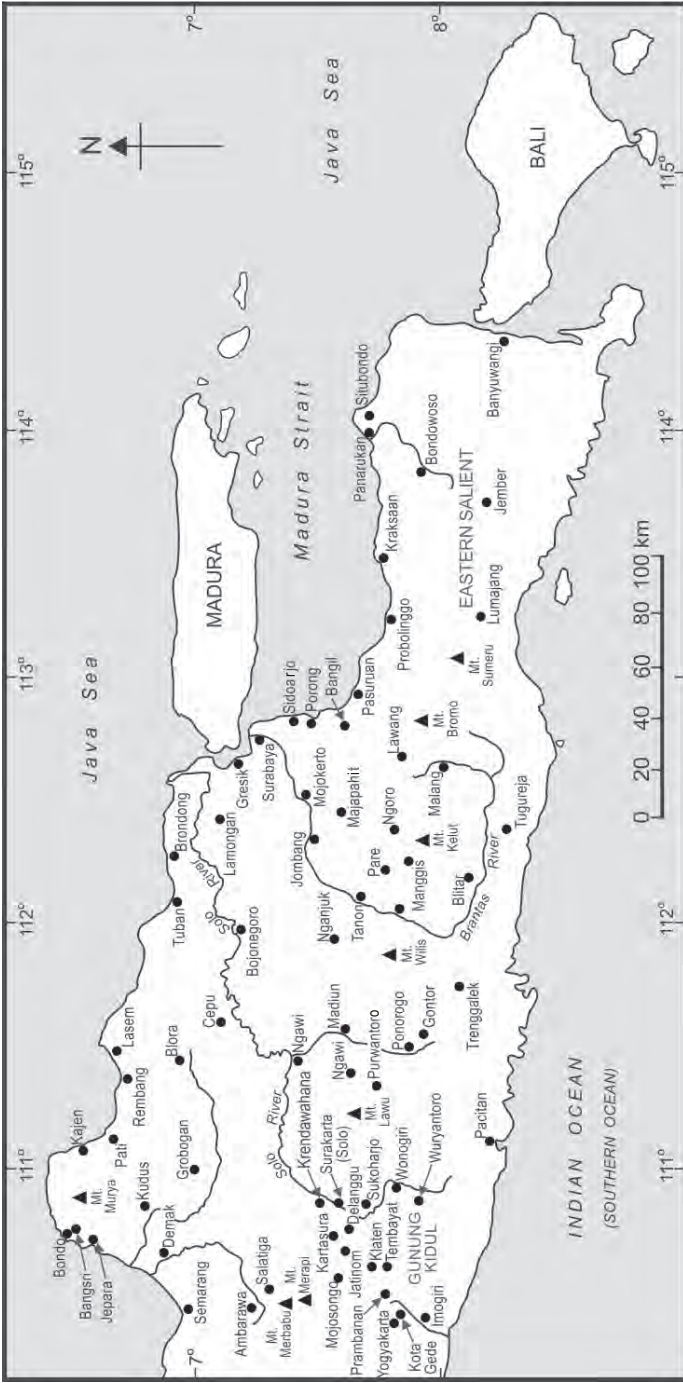 7°
8°
N
Java Sea
115°
BALI
115°
Java Sea
MADURA
Madura Strait
114°
Situbondo
Panarukan
Bondowoso
Banyuwangi
114°
Kraksaan
EASTERN SALIENT
Jember
Probolinggo
Lumajang
0 20 40 60 80 100 km
113°
Sidoarjo
Porong
Bangil
Pasuruan
Mt.
Sumeru
Mt.
Bromo
113°
Gresik
Surabaya
Lawang
Malang
Brondong
Lamongan
Mojokerto
Majapahit
Ngoro
Mt.
Kelut
Tugureja
Tuban
Solo
River
Jombang
Pare
Manggis
Blitar
Brantas
River
112°
Bojonegoro
Nganjuk
Tanon
Mt.
Wilis
112°
Lasem
Cepu
Madiun
Ponorogo
Gontor
Trenggalek
Rembang
Blora
Ngawi
Ngawi
Purwantoro
Kajen
Pati
Grobogan
Solo
River
Krendawahana
Surakarta
(Solo)
Mt.
Lawu
Pacitan
111°
Mt.
Murya
Kudus
Delanggu
Sukoharjo
Wonogiri
Wuryantoro
111°
Bondo
Bangsri
Jepara
Demak
Kartasura
Jatinom
Klaten
Tembayat
GUNUNG
KIDUL
INDIAN OCEAN
(SOUTHERN OCEAN)
Semarang
Ambarawa
Salatiga
Mt.
Merbabu
Mt.
Merapi
Mojosongo
Prambanan
Yogyakarta
Kota
Gede
Imogiri
7°
8°